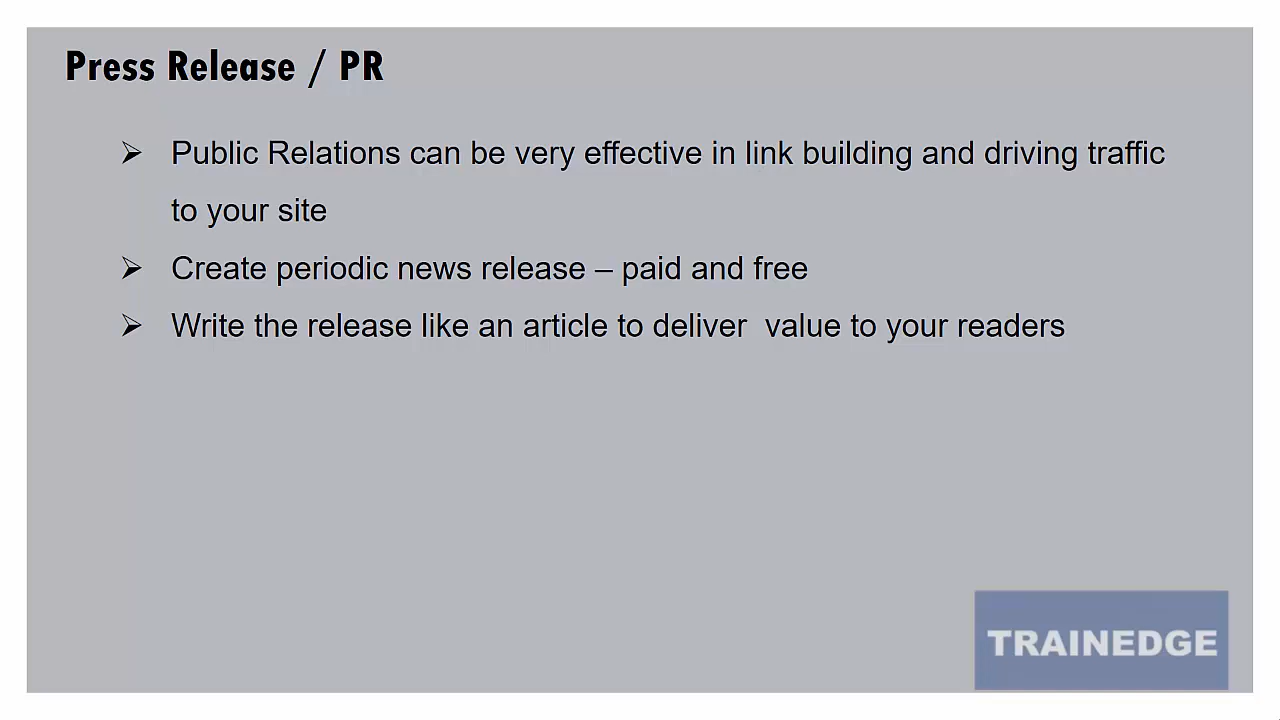 Press Release / PR
➢ Public Relations can be very effective in link building and driving traffic
to your site
➢ Create periodic news release – paid and free
➢ Write the release like an article to deliver  value to your readers
TRAINEDGE